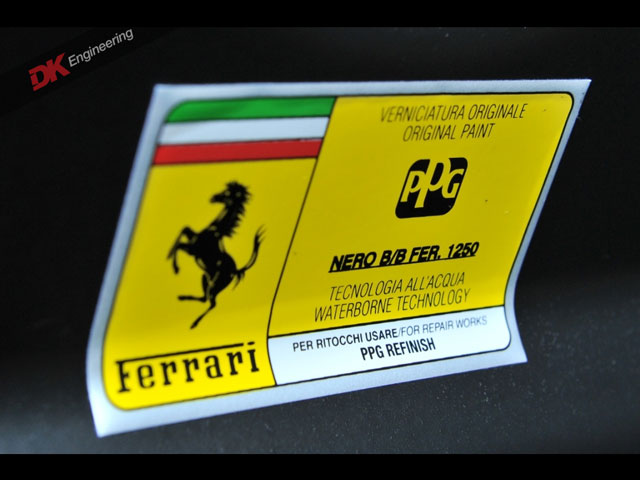 DK Engineering
VERNICIATURA ORIGINALE
ORIGINAL PAINT
PPG
NERO B/B FER. 1250
TECNOLOGIA ALL'ACQUA
WATERBORNE TECHNOLOGY
PER RITOCCHI USARE/FOR REPAIR WORKS
PPG REFINISH
Ferrari